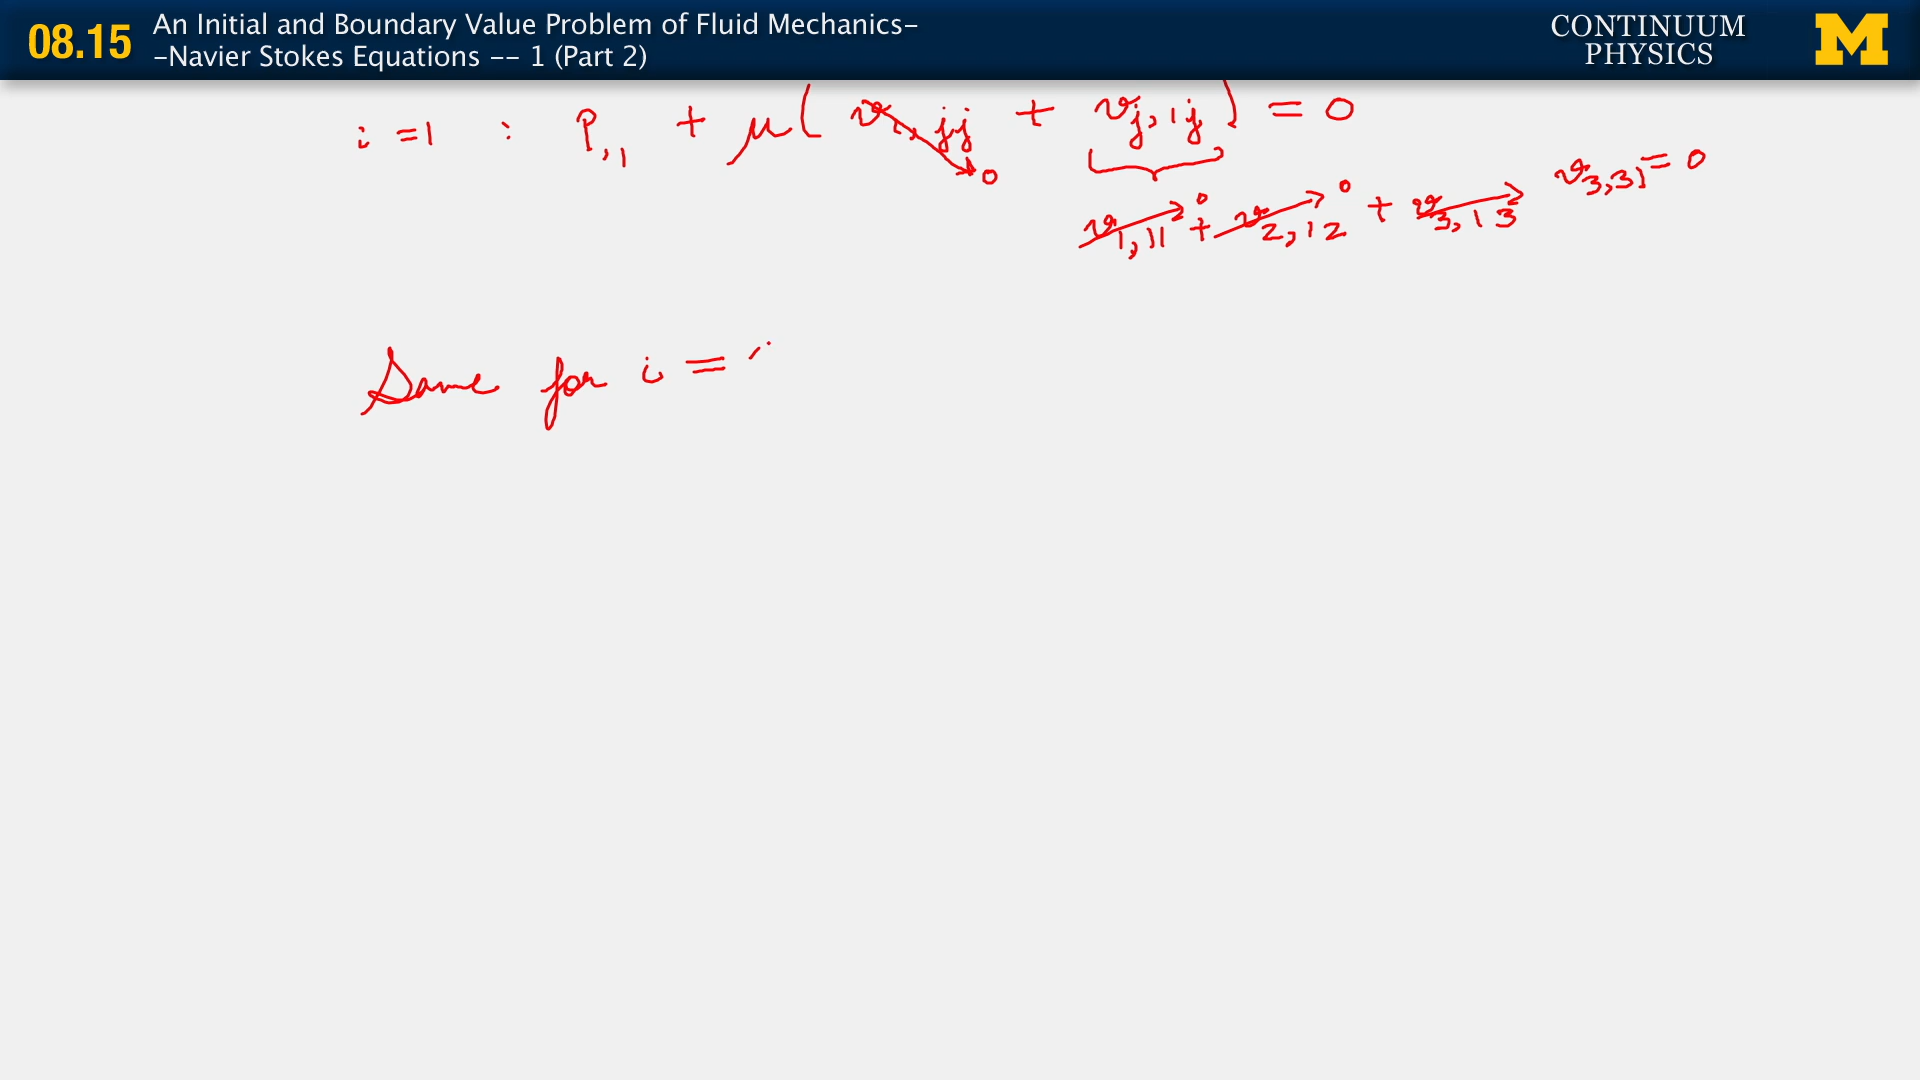 08.15
An Initial and Boundary Value Problem of Fluid Mechanics-
-Navier Stokes Equations -- 1 (Part 2)
CONTINUUM
PHYSICS
M
i = 1 : P,1 + μ( v1,jj + vj,1j ) = 0
0
v1,11 0 + v2,12 0 + v3,13 v3,31 = 0
Same for i =